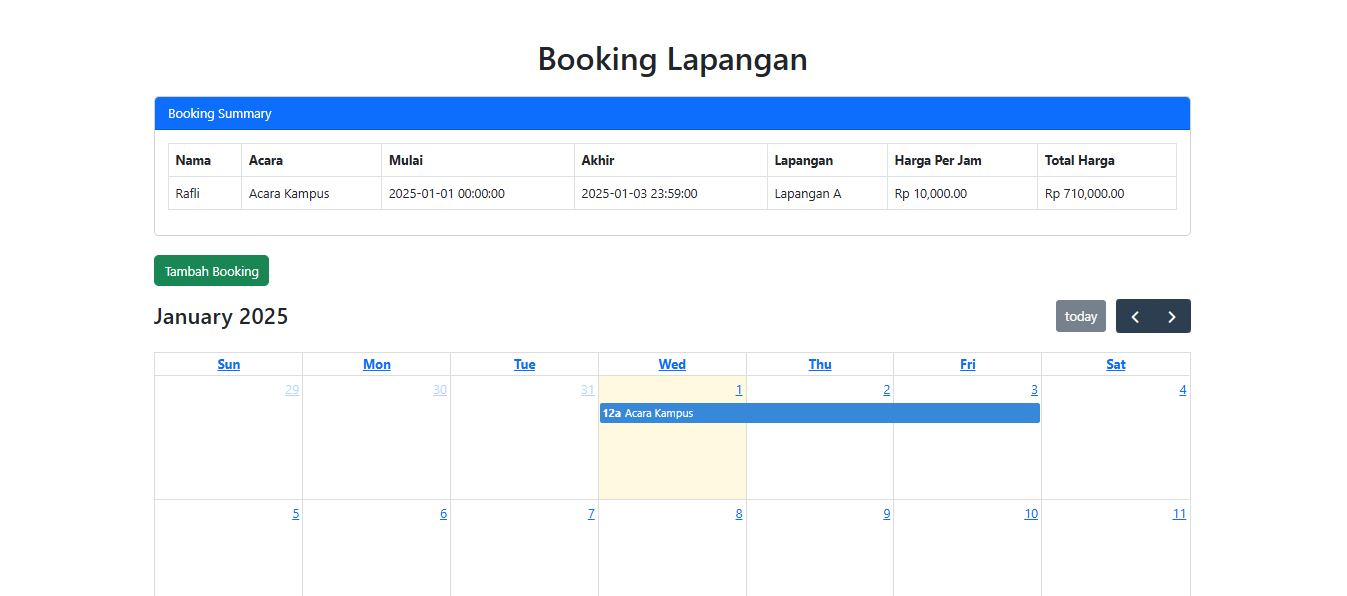 Booking Lapangan
Booking Summary
Nama Acara Mulai Akhir Lapangan Harga Per Jam Total Harga
Rafli Acara Kampus 2025-01-01 00:00:00 2025-01-03 23:59:00 Lapangan A Rp 10,000.00 Rp 710,000.00
Tambah Booking
January 2025 today
Sun Mon Tue Wed Thu Fri Sat
29 30 31 1 2 3 4
12a Acara Kampus
5 6 7 8 9 10 11